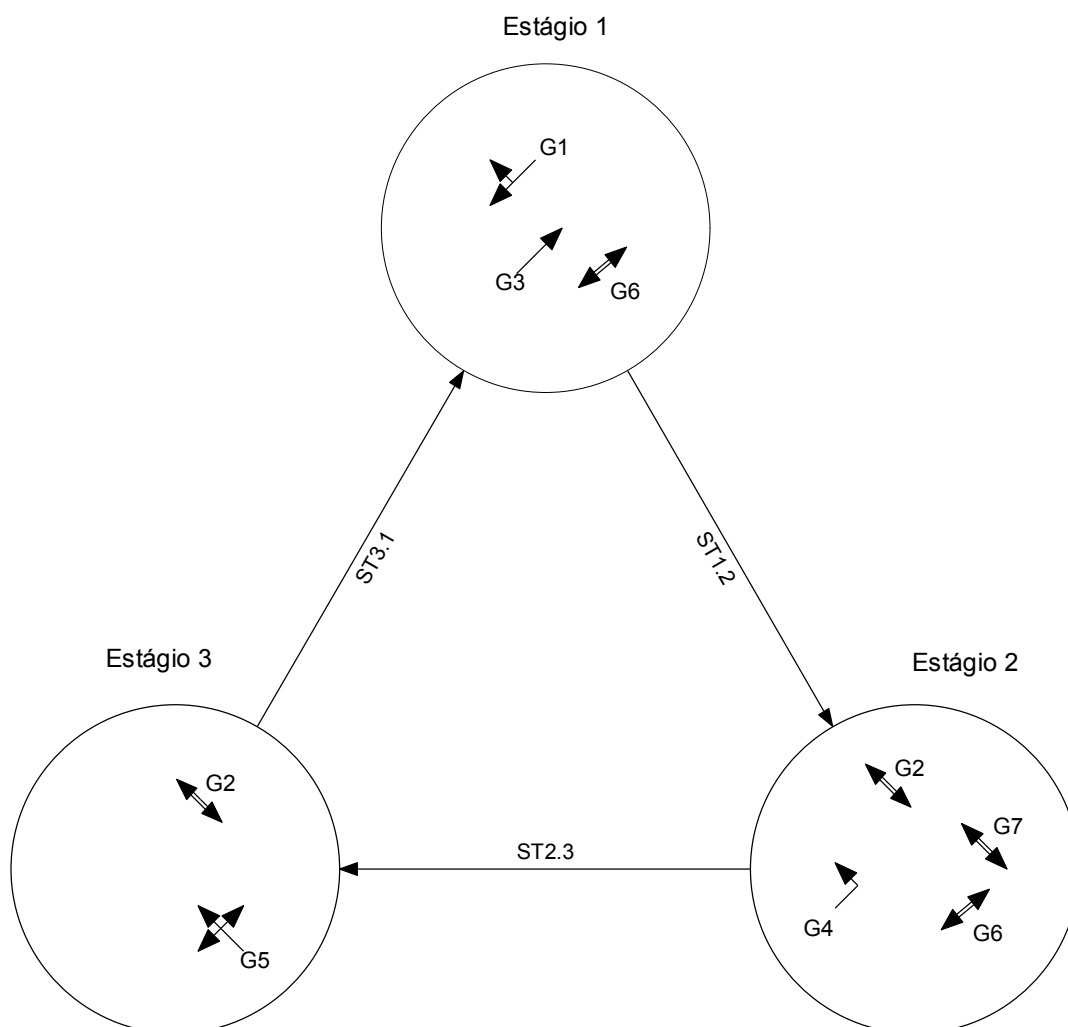 Estágio 1
G1
G3
G6
ST3.1
ST1.2
Estágio 3
Estágio 2
G2
G2
G7
ST2.3
G4
G6
G5